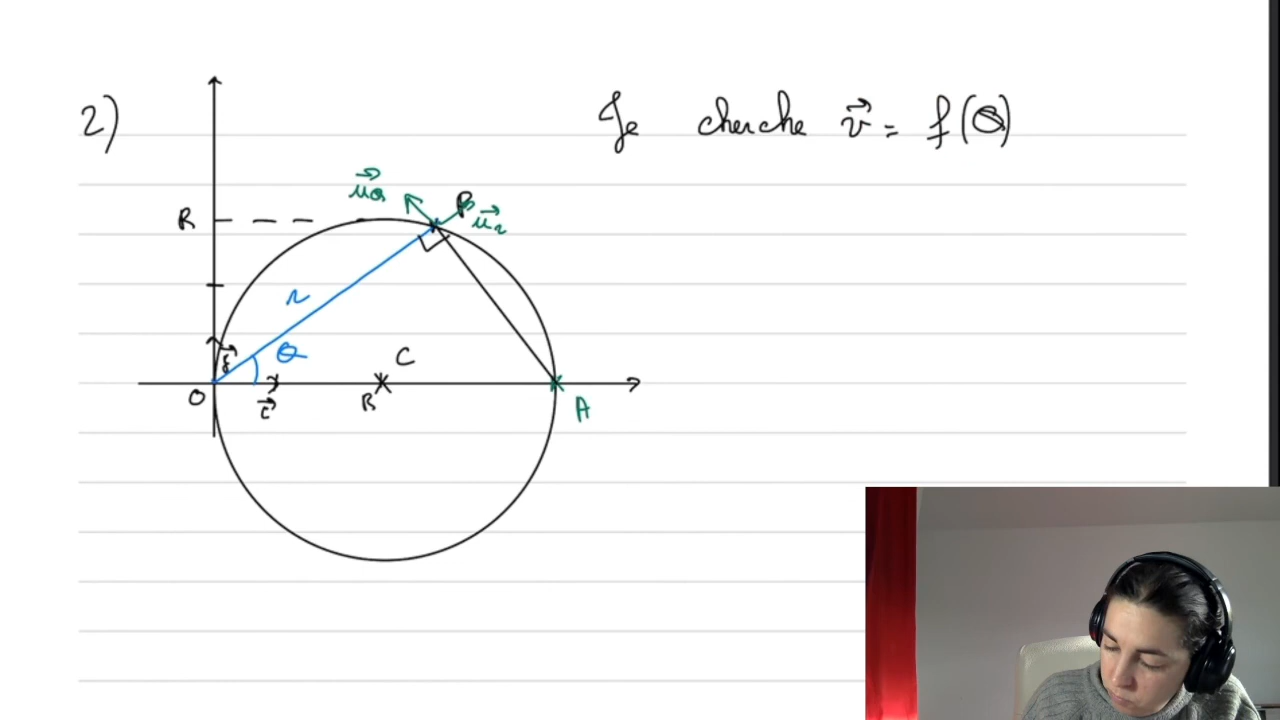 2)
Je cherche v⃗ = f(θ)
u⃗θ
P
u⃗r
R
r
θ
C
j⃗
O
i⃗
R
A